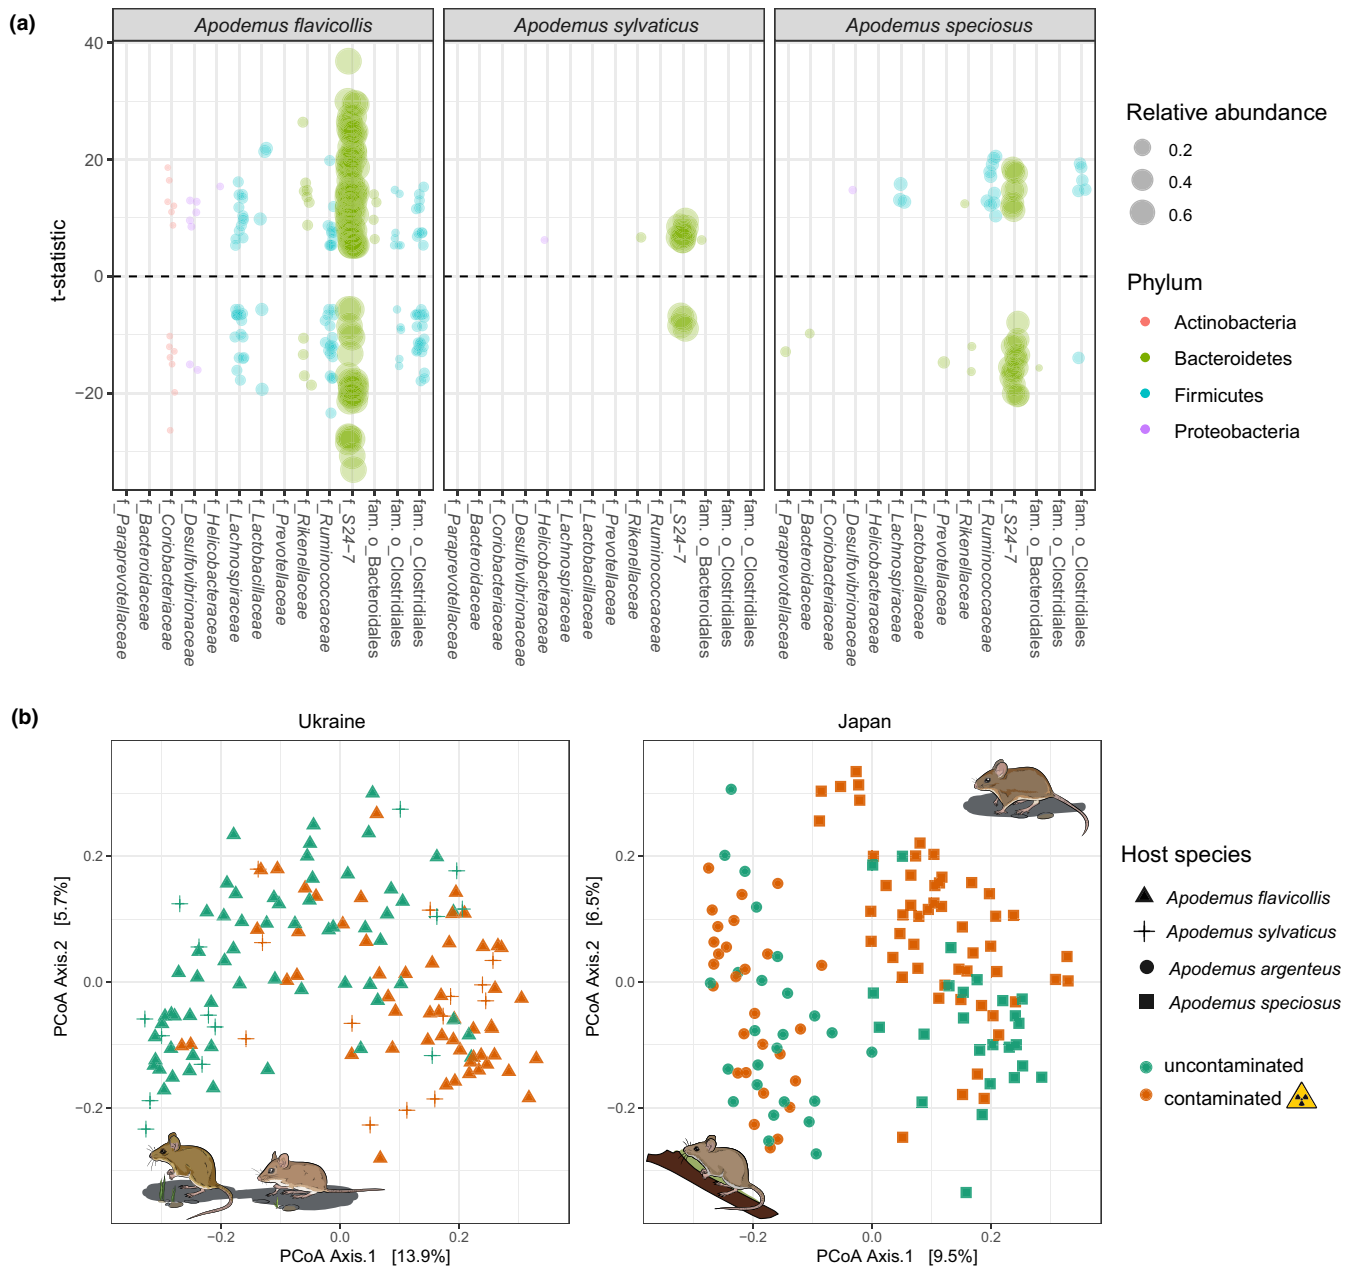 (a)
Apodemus flavicollis
Apodemus sylvaticus
Apodemus speciosus
40
20
0
−20
t-statistic
f_Paraprevotellaceae
f_Bacteroidaceae
f_Coriobacteriaceae
f_Desulfovibrionaceae
f_Helicobacteraceae
f_Lachnospiraceae
f_Lactobacillaceae
f_Prevotellaceae
f_Rikenellaceae
f_Ruminococcaceae
f_S24−7
fam. o_Bacteroidales
fam. o_Clostridiales
fam. o_Clostridiales
f_Paraprevotellaceae
f_Bacteroidaceae
f_Coriobacteriaceae
f_Desulfovibrionaceae
f_Helicobacteraceae
f_Lachnospiraceae
f_Lactobacillaceae
f_Prevotellaceae
f_Rikenellaceae
f_Ruminococcaceae
f_S24−7
fam. o_Bacteroidales
fam. o_Clostridiales
fam. o_Clostridiales
f_Paraprevotellaceae
f_Bacteroidaceae
f_Coriobacteriaceae
f_Desulfovibrionaceae
f_Helicobacteraceae
f_Lachnospiraceae
f_Lactobacillaceae
f_Prevotellaceae
f_Rikenellaceae
f_Ruminococcaceae
f_S24−7
fam. o_Bacteroidales
fam. o_Clostridiales
fam. o_Clostridiales
Relative abundance
0.2
0.4
0.6
Phylum
Actinobacteria
Bacteroidetes
Firmicutes
Proteobacteria
(b)
Ukraine
0.2
0.0
−0.2
PCoA Axis.2 [5.7%]
−0.2
0.0
0.2
PCoA Axis.1 [13.9%]
Japan
0.2
0.0
−0.2
PCoA Axis.2 [6.5%]
−0.2
0.0
0.2
PCoA Axis.1 [9.5%]
Host species
Apodemus flavicollis
Apodemus sylvaticus
Apodemus argenteus
Apodemus speciosus
uncontaminated
contaminated